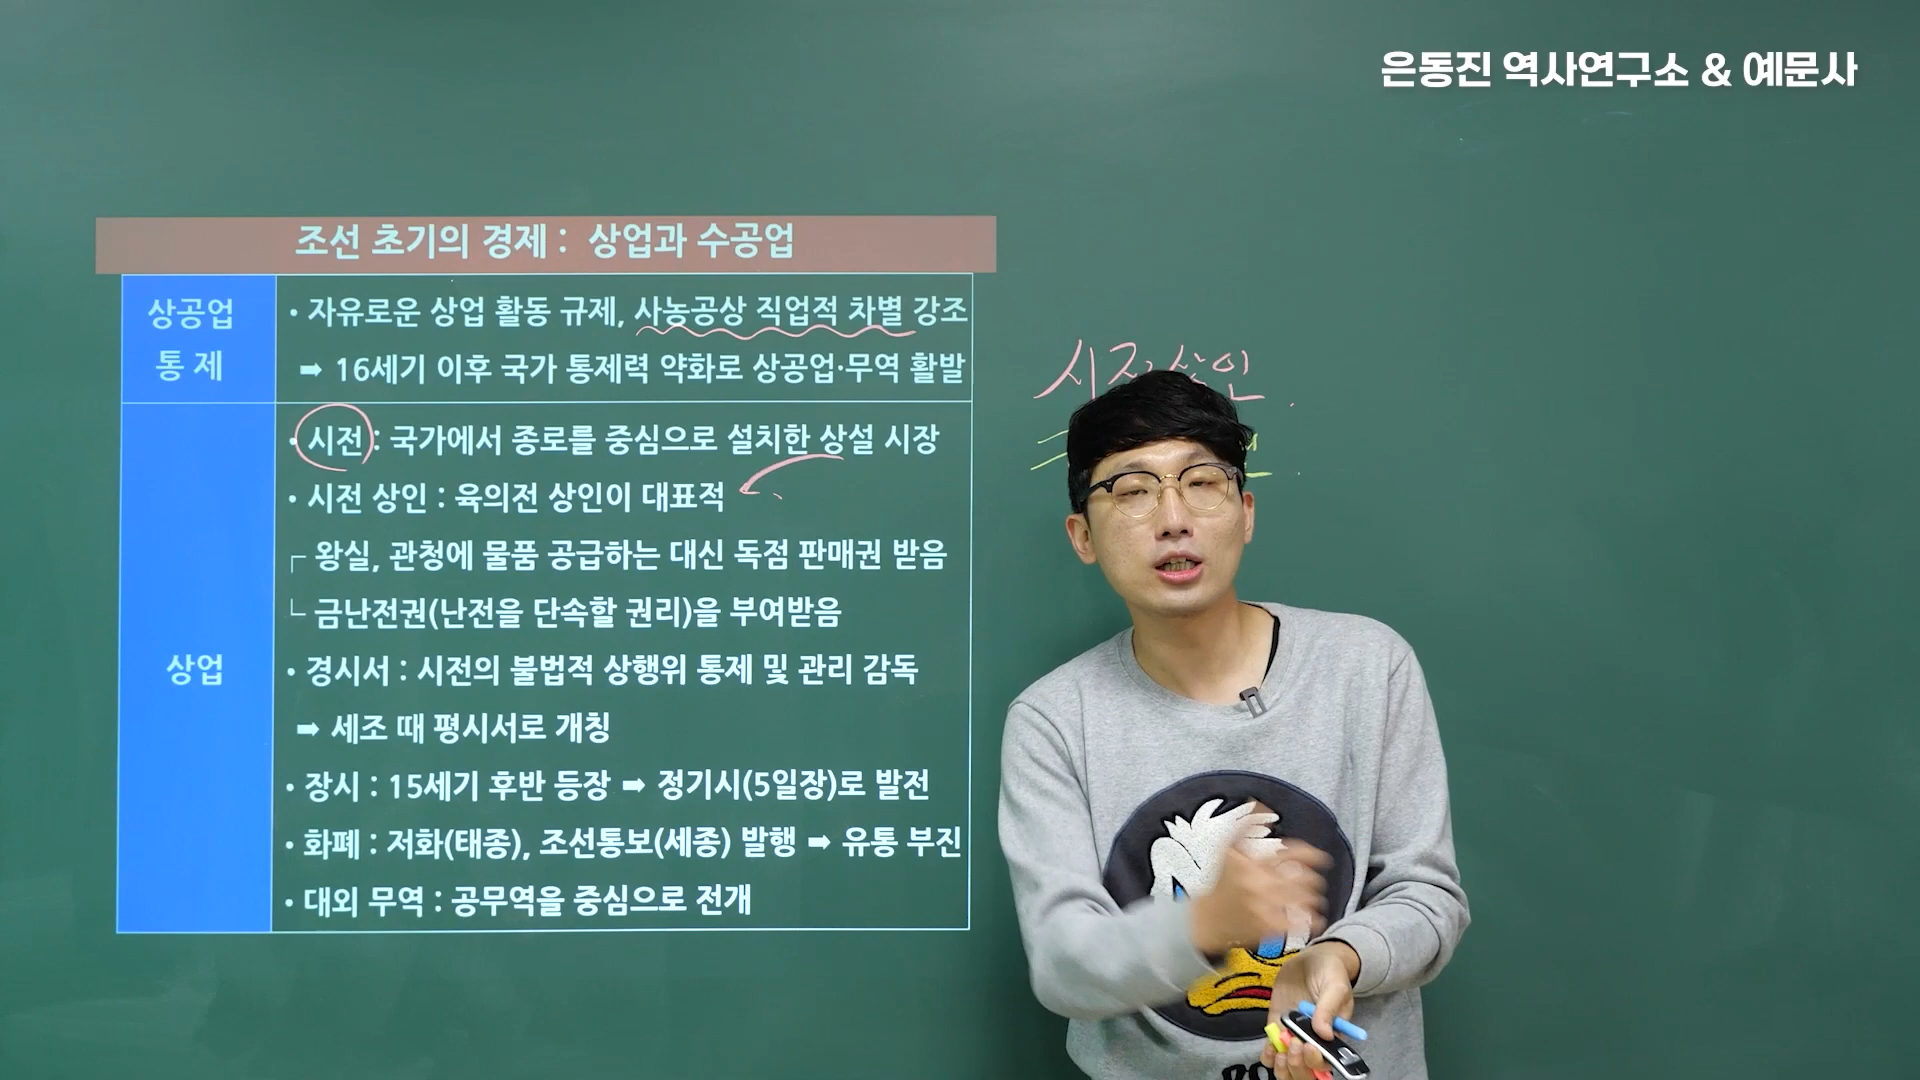 은동진 역사연구소 & 예문사
조선 초기의 경제 : 상업과 수공업
상공업
통 제
• 자유로운 상업 활동 규제, 사농공상 직업적 차별 강조
➡ 16세기 이후 국가 통제력 약화로 상공업·무역 활발
상업
• 시전 : 국가에서 종로를 중심으로 설치한 상설 시장
• 시전 상인 : 육의전 상인이 대표적
┌ 왕실, 관청에 물품 공급하는 대신 독점 판매권 받음
└ 금난전권(난전을 단속할 권리)을 부여받음
• 경시서 : 시전의 불법적 상행위 통제 및 관리 감독
➡ 세조 때 평시서로 개칭
• 장시 : 15세기 후반 등장 ➡ 정기시(5일장)로 발전
• 화폐 : 저화(태종), 조선통보(세종) 발행 ➡ 유통 부진
• 대외 무역 : 공무역을 중심으로 전개
시전상인